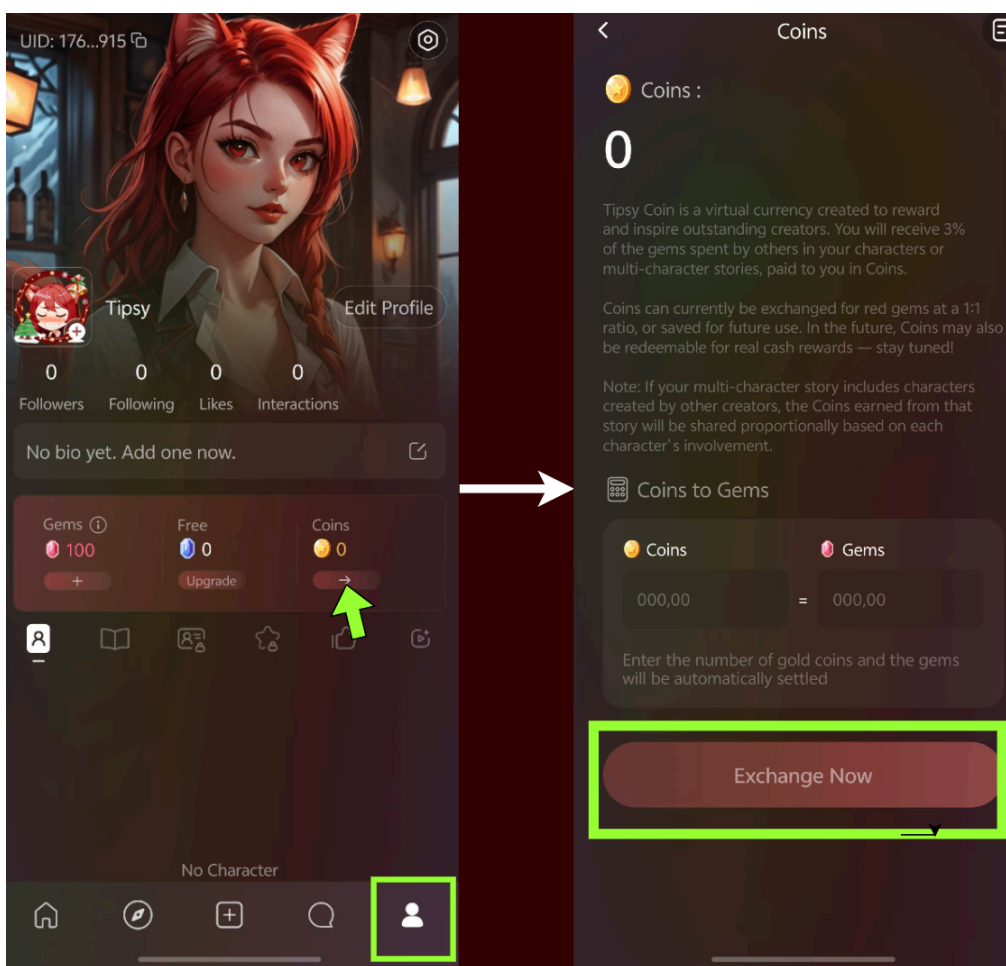 UID: 176...915
Tipsy
Edit Profile
0
0
0
0
Followers
Following
Likes
Interactions
No bio yet. Add one now.
Gems
Free
Coins
100
0
0
+
Upgrade
→
No Character
Coins
Coins :
0
Tipsy Coin is a virtual currency created to reward
and inspire outstanding creators. You will receive 3%
of the gems spent by others in your characters or
multi-character stories, paid to you in Coins.
Coins can currently be exchanged for red gems at a 1:1
ratio, or saved for future use. In the future, Coins may also
be redeemable for real cash rewards — stay tuned!
Note: If your multi-character story includes characters
created by other creators, the Coins earned from that
story will be shared proportionally based on each
character's involvement.
Coins to Gems
Coins
Gems
000,00
=
000,00
Enter the number of gold coins and the gems
will be automatically settled
Exchange Now